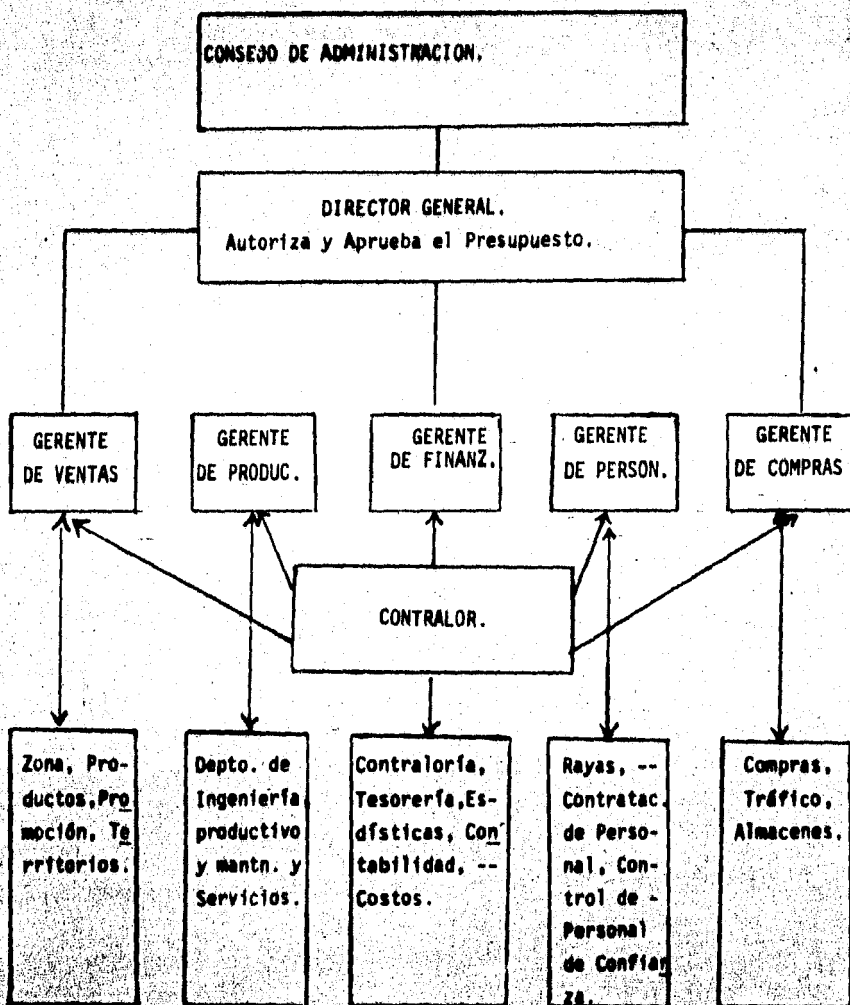 CONSEJO DE ADMINISTRACION.
DIRECTOR GENERAL.
Autoriza y Aprueba el Presupuesto.
GERENTE
DE VENTAS
GERENTE
DE PRODUC.
GERENTE
DE FINANZ.
GERENTE
DE PERSON.
GERENTE
DE COMPRAS
CONTRALOR.
Zona, Pro-
ductos,Pro
moción, Te
rritorios.
Depto. de
Ingeniería
productivo
y mantn. y
Servicios.
Contraloría,
Tesorería,Es-
dísticas, Con
tabilidad, --
Costos.
Rayas, --
Contratac.
de Perso-
nal, Con-
trol de -
Personal
de Confian
za.
Compras,
Tráfico,
Almacenes.